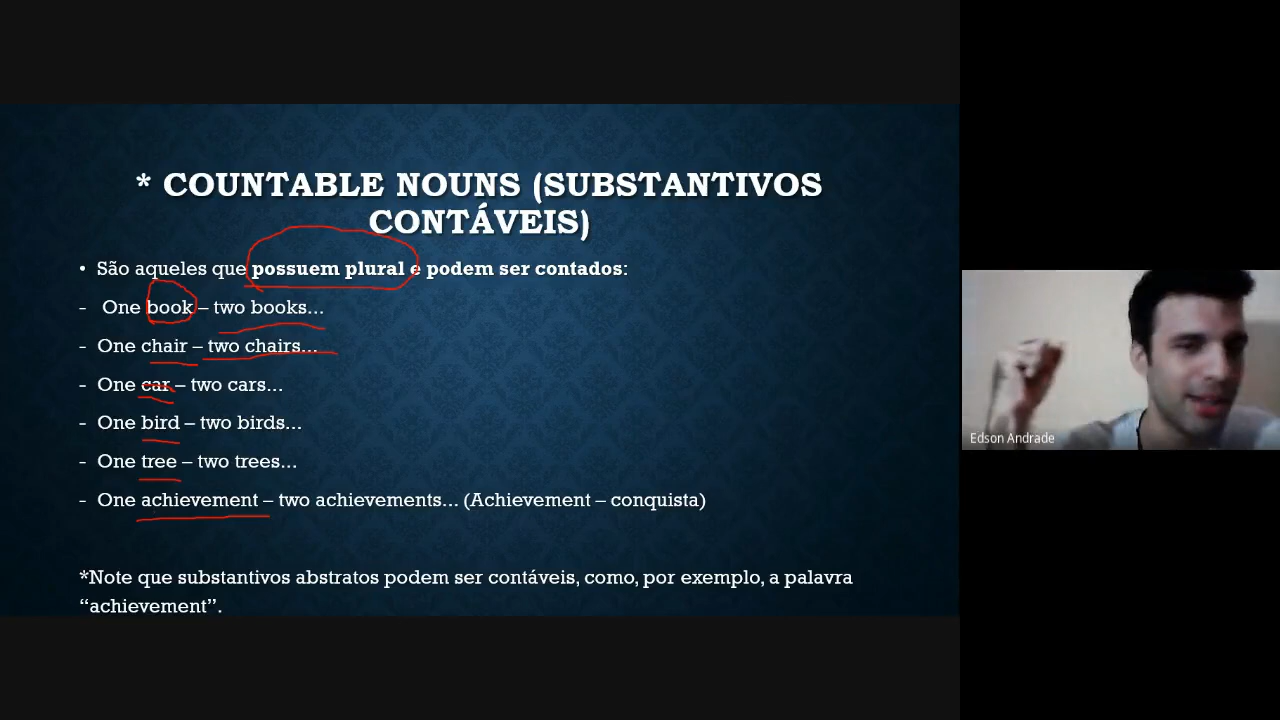 * COUNTABLE NOUNS (SUBSTANTIVOS
CONTÁVEIS)
• São aqueles que possuem plural e podem ser contados:
- One book – two books...
- One chair – two chairs...
- One car – two cars...
- One bird – two birds...
- One tree – two trees...
- One achievement – two achievements... (Achievement – conquista)
*Note que substantivos abstratos podem ser contáveis, como, por exemplo, a palavra
“achievement”.
Edson Andrade